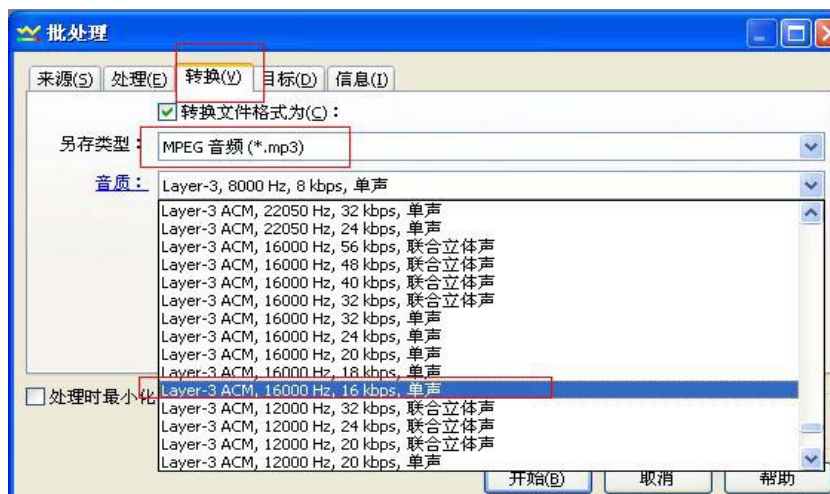 批处理
来源(S) 处理(E) 转换(V) 目标(D) 信息(I)
转换文件格式为(C)：
另存类型： MPEG 音频 (*.mp3)
音质： Layer-3, 8000 Hz, 8 kbps, 单声
Layer-3 ACM, 22050 Hz, 32 kbps, 单声
Layer-3 ACM, 22050 Hz, 24 kbps, 单声
Layer-3 ACM, 16000 Hz, 56 kbps, 联合立体声
Layer-3 ACM, 16000 Hz, 48 kbps, 联合立体声
Layer-3 ACM, 16000 Hz, 40 kbps, 联合立体声
Layer-3 ACM, 16000 Hz, 32 kbps, 联合立体声
Layer-3 ACM, 16000 Hz, 32 kbps, 单声
Layer-3 ACM, 16000 Hz, 24 kbps, 单声
Layer-3 ACM, 16000 Hz, 20 kbps, 单声
Layer-3 ACM, 16000 Hz, 18 kbps, 单声
处理时最小化 Layer-3 ACM, 16000 Hz, 16 kbps, 单声
Layer-3 ACM, 12000 Hz, 32 kbps, 联合立体声
Layer-3 ACM, 12000 Hz, 24 kbps, 联合立体声
Layer-3 ACM, 12000 Hz, 20 kbps, 联合立体声
Layer-3 ACM, 12000 Hz, 20 kbps, 单声
开始(B) 取消 帮助